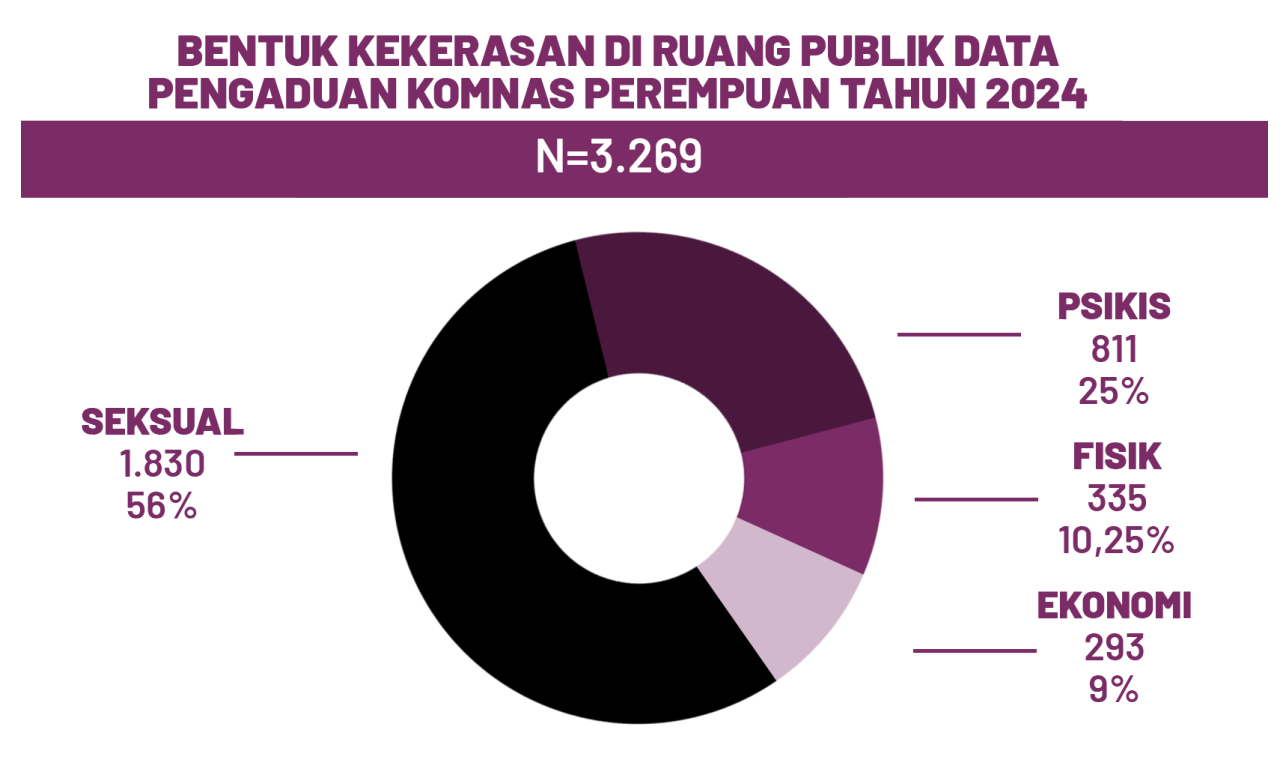 BENTUK KEKERASAN DI RUANG PUBLIK DATA
PENGADUAN KOMNAS PEREMPUAN TAHUN 2024
N=3.269
SEKSUAL
1.830
56%
PSIKIS
811
25%
FISIK
335
10,25%
EKONOMI
293
9%